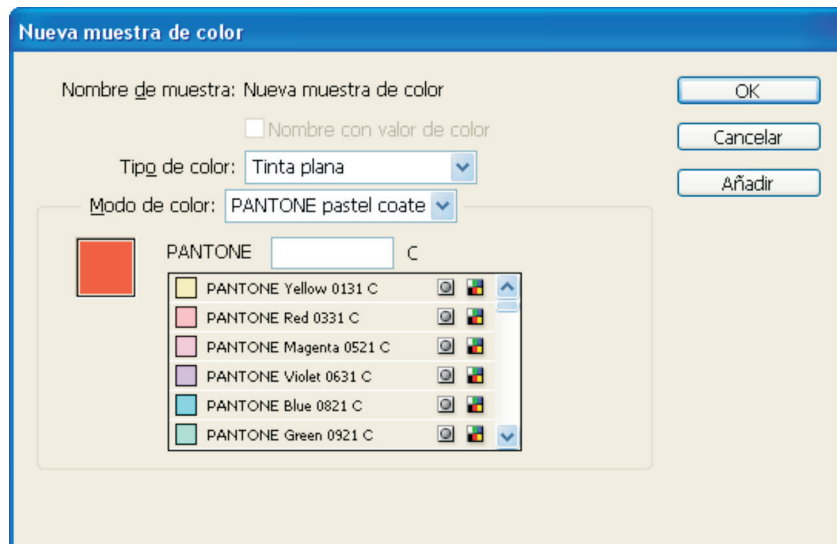 Nueva muestra de color
Nombre de muestra: Nueva muestra de color
OK
Nombre con valor de color
Cancelar
Tipo de color: Tinta plana
Añadir
Modo de color: PANTONE pastel coate
PANTONE C
PANTONE Yellow 0131 C
PANTONE Red 0331 C
PANTONE Magenta 0521 C
PANTONE Violet 0631 C
PANTONE Blue 0821 C
PANTONE Green 0921 C